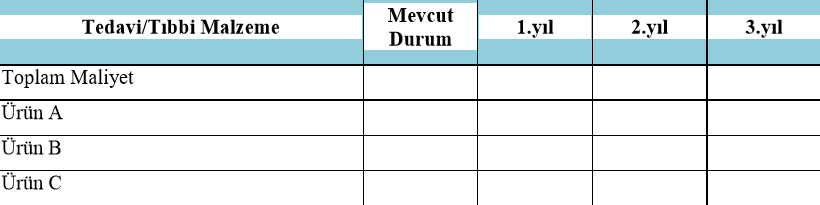 Tedavi/Tıbbi Malzeme Mevcut Durum 1.yıl 2.yıl 3.yıl
Toplam Maliyet
Ürün A
Ürün B
Ürün C